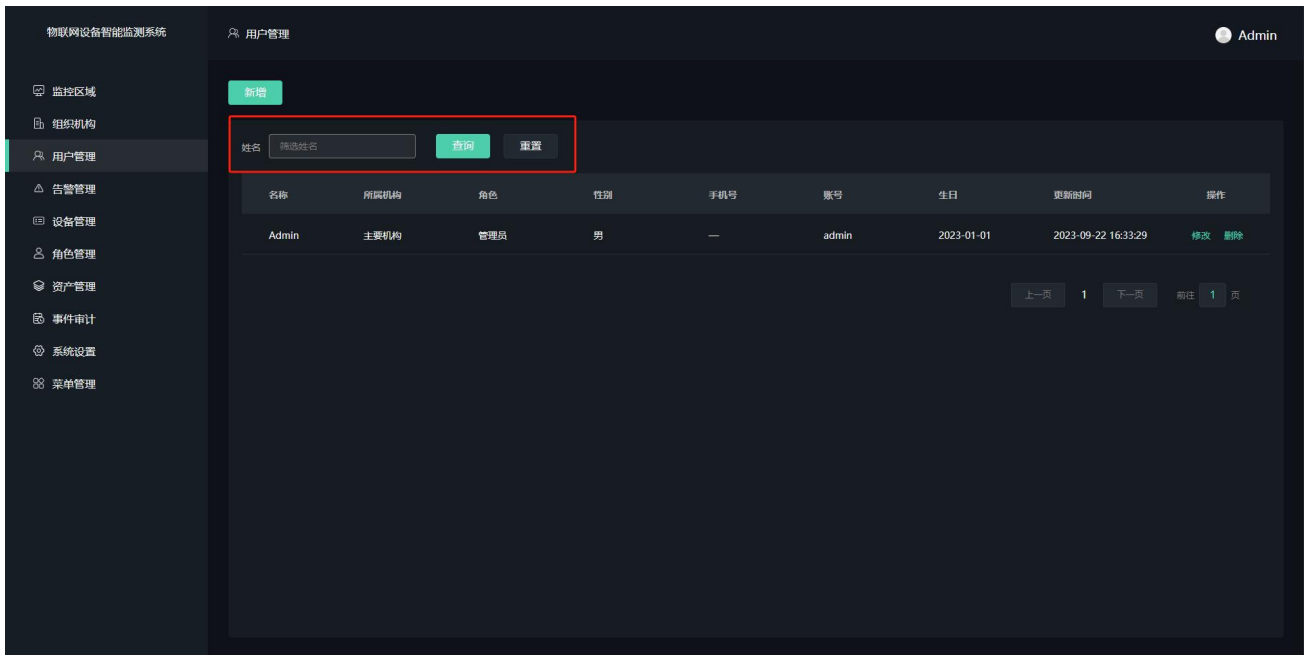 物联网设备智能监测系统
用户管理
Admin
监控区域
组织机构
用户管理
告警管理
设备管理
角色管理
资产管理
事件审计
系统设置
菜单管理
新增
姓名 筛选姓名 查询 重置
名称 所属机构 角色 性别 手机号 账号 生日 更新时间 操作
Admin 主要机构 管理员 男 — admin 2023-01-01 2023-09-22 16:33:29 修改 删除
上一页 1 下一页 前往 1 页